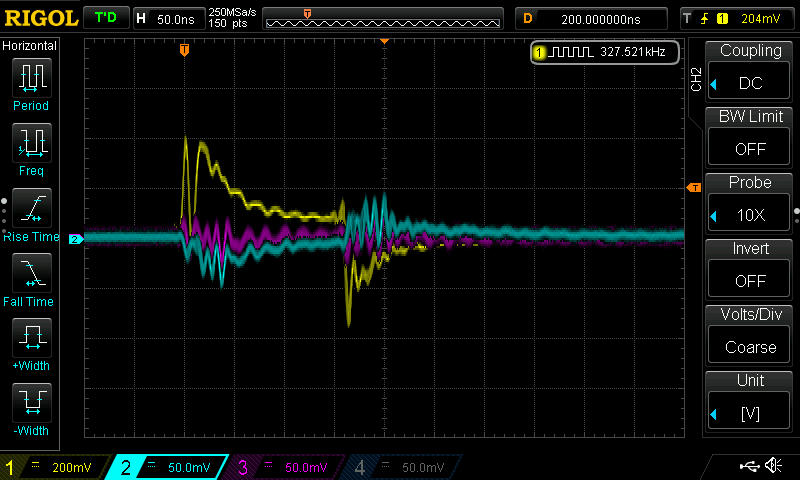 RIGOL T'D H 50.0ns 250MSa/s 150 pts D 200.000000ns T 1 204mV
Horizontal
Period
Freq
Rise Time
Fall Time
+Width
-Width
T
1 327.521kHz
2
T
CH2
Coupling
DC
BW Limit
OFF
Probe
10X
Invert
OFF
Volts/Div
Coarse
Unit
[V]
1 200mV 2 50.0mV 3 50.0mV 4 50.0mV